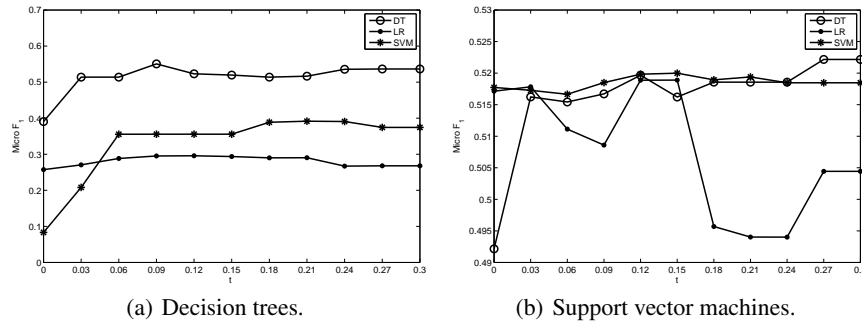 DT
LR
SVM
0.7
0.6
0.5
0.4
0.3
0.2
0.1
0
Micro F1
0 0.03 0.06 0.09 0.12 0.15 0.18 0.21 0.24 0.27 0.3
t
(a) Decision trees.
DT
LR
SVM
0.53
0.525
0.52
0.515
0.51
0.505
0.5
0.495
0.49
Micro F1
0 0.03 0.06 0.09 0.12 0.15 0.18 0.21 0.24 0.27 0.3
t
(b) Support vector machines.